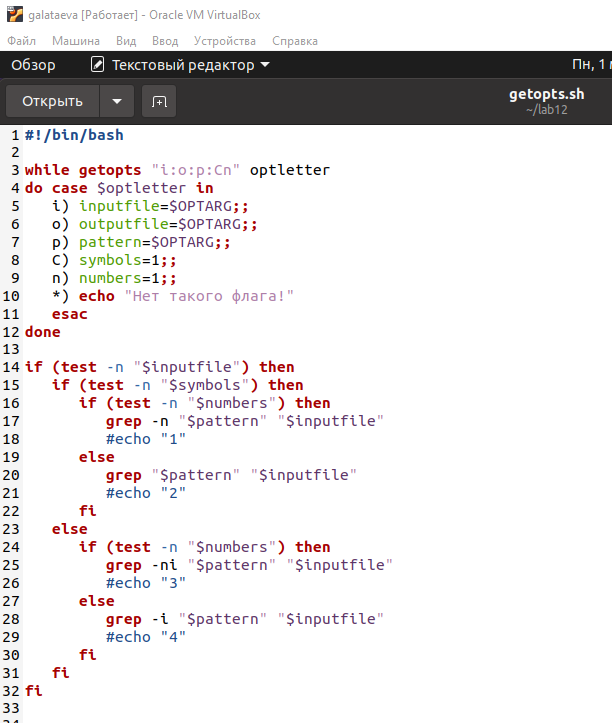 galataeva [Работает] - Oracle VM VirtualBox
Файл Машина Вид Ввод Устройства Справка
Обзор Текстовый редактор Пн, 1
Открыть getopts.sh
~/lab12
1 #!/bin/bash
2
3 while getopts "i:o:p:Cn" optletter
4 do case $optletter in
5    i) inputfile=$OPTARG;;
6    o) outputfile=$OPTARG;;
7    p) pattern=$OPTARG;;
8    C) symbols=1;;
9    n) numbers=1;;
10    *) echo "Нет такого флага!"
11    esac
12 done
13
14 if (test -n "$inputfile") then
15    if (test -n "$symbols") then
16       if (test -n "$numbers") then
17          grep -n "$pattern" "$inputfile"
18          #echo "1"
19       else
20          grep "$pattern" "$inputfile"
21          #echo "2"
22       fi
23    else
24       if (test -n "$numbers") then
25          grep -ni "$pattern" "$inputfile"
26          #echo "3"
27       else
28          grep -i "$pattern" "$inputfile"
29          #echo "4"
30       fi
31    fi
32 fi
33